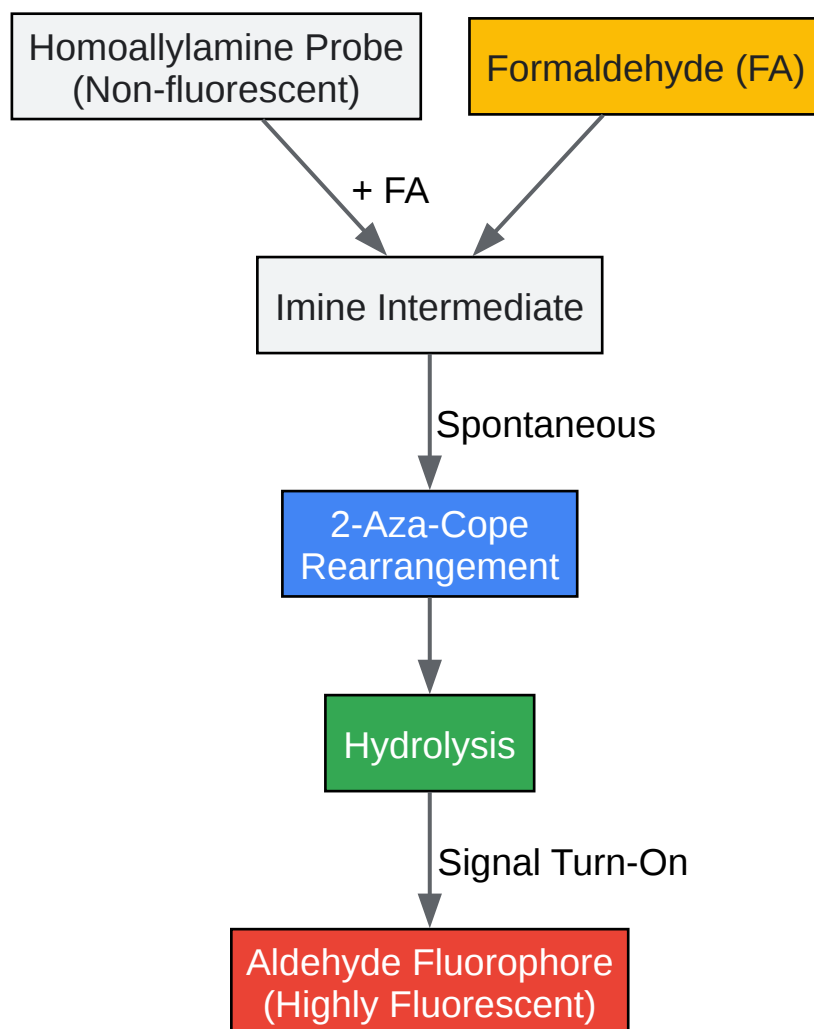 Homoallylamine Probe
(Non-fluorescent)
Formaldehyde (FA)
+ FA
Imine Intermediate
Spontaneous
2-Aza-Cope
Rearrangement
Hydrolysis
Signal Turn-On
Aldehyde Fluorophore
(Highly Fluorescent)